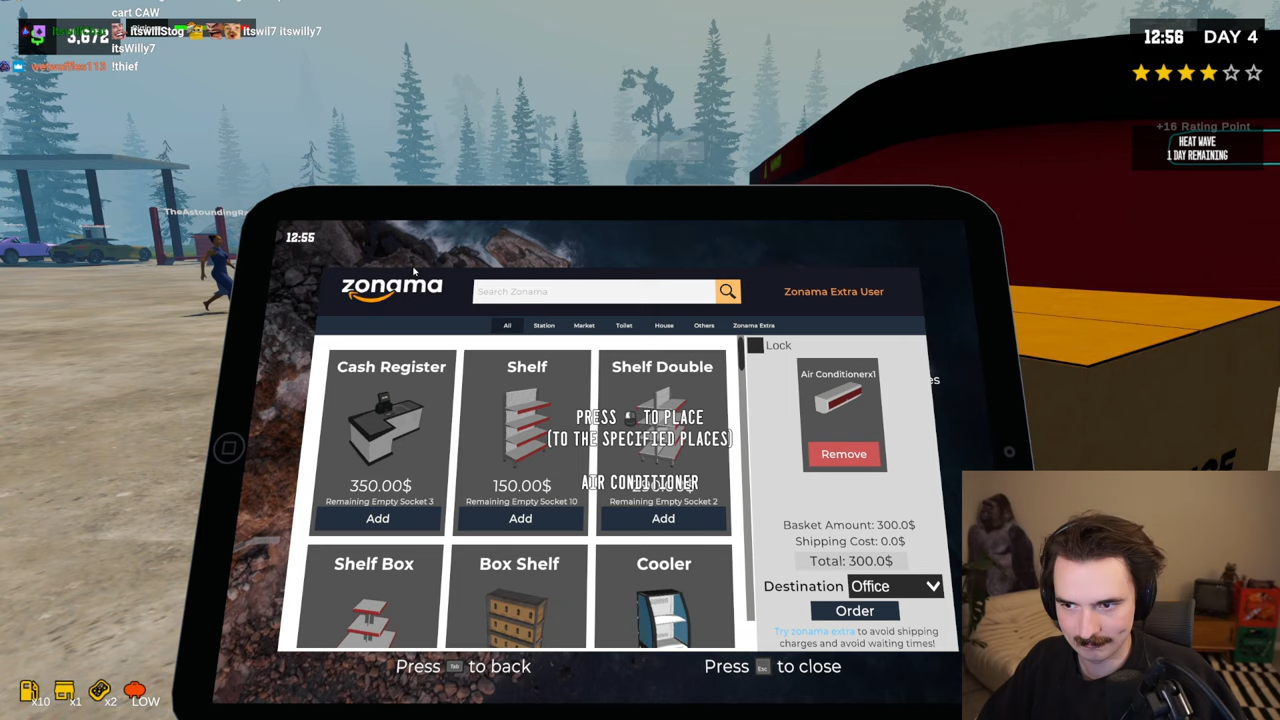 cart CAW
3,672
itswillStog itswil7 itswilly7
itsWilly7
weewoffles113 !thief
12:56 DAY 4
+16 Rating Point
HEAT WAVE
1 DAY REMAINING
12:55
zonama
Search Zonama
Zonama Extra User
All Station Market Toilet House Others Zonama Extra
Lock
Cash Register
350.00$
Remaining Empty Socket 3
Add
Shelf
150.00$
Remaining Empty Socket 10
Add
Shelf Double
Remaining Empty Socket 2
Add
PRESS TO PLACE
(TO THE SPECIFIED PLACES)
AIR CONDITIONER
Shelf Box
Box Shelf
Cooler
Air Conditionerx1
Remove
Basket Amount: 300.0$
Shipping Cost: 0.0$
Total: 300.0$
Destination Office
Order
Try zonama extra to avoid shipping
charges and avoid waiting times!
Press Tab to back
Press Esc to close
x10 x1 x2 LOW